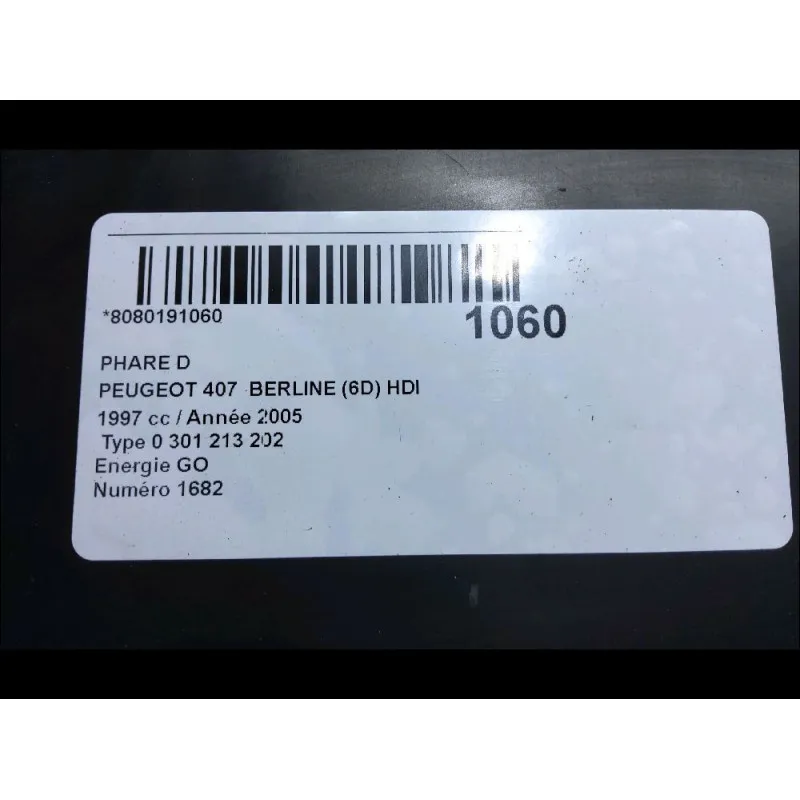 *8080191060
1060
PHARE D
PEUGEOT 407 BERLINE (6D) HDI
1997 cc / Année 2005
Type 0 301 213 202
Energie GO
Numéro 1682